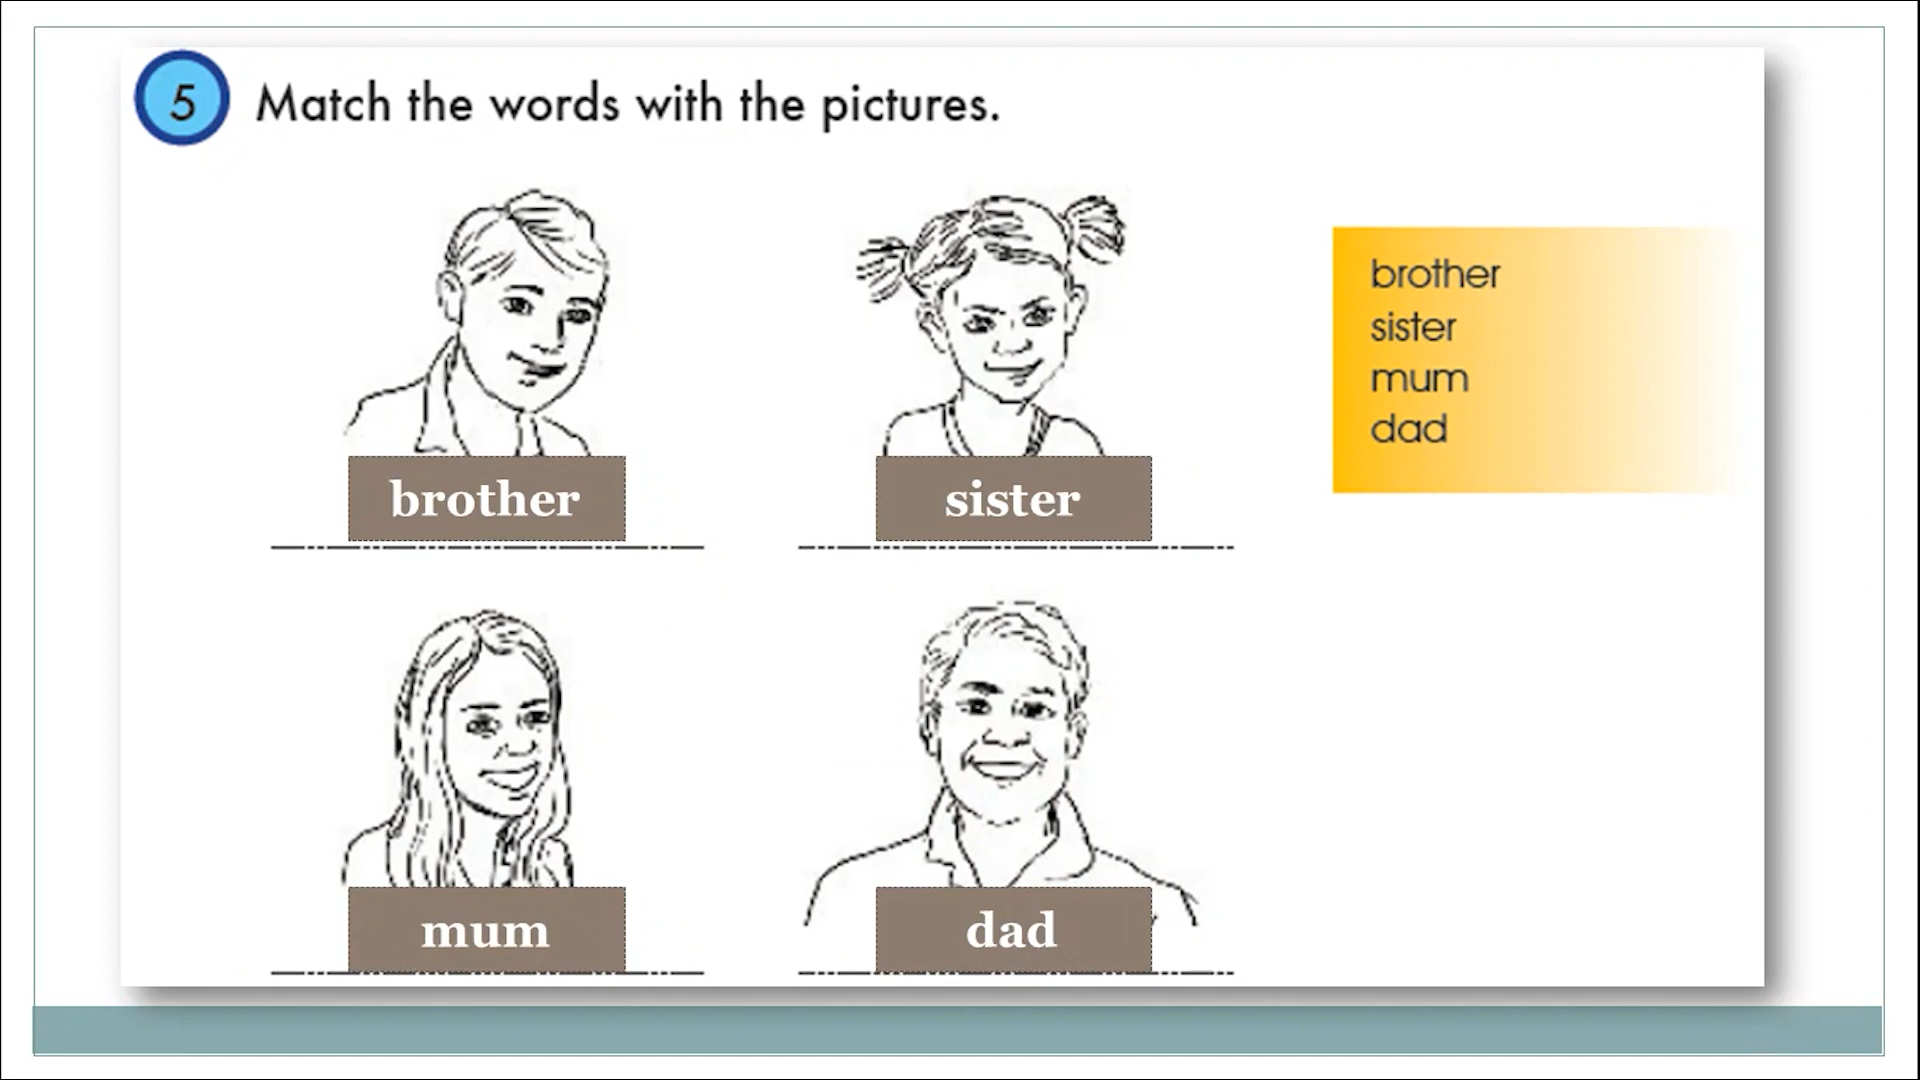 5 Match the words with the pictures.
brother
sister
mum
dad
brother
sister
mum
dad